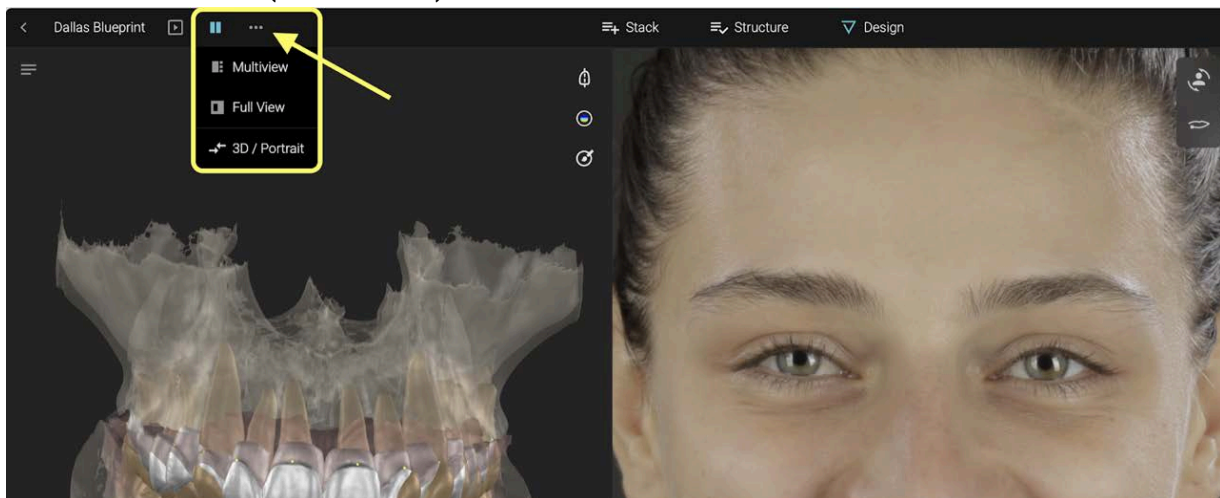 Dallas Blueprint
Stack
Structure
Design
Multiview
Full View
3D / Portrait